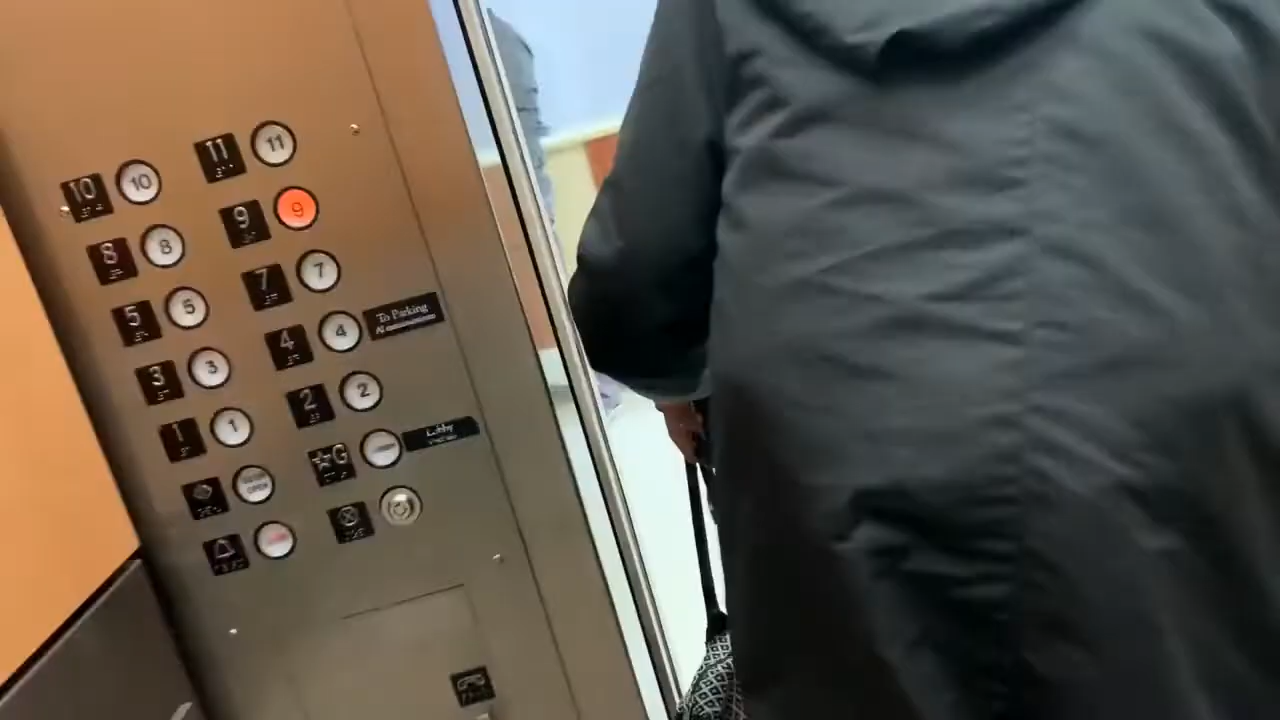 11 11
10 10
9 9
8 8
7 7
To Parking
5 5
4 4
3 3
2 2
1 1
☆G
Lobby
OPEN